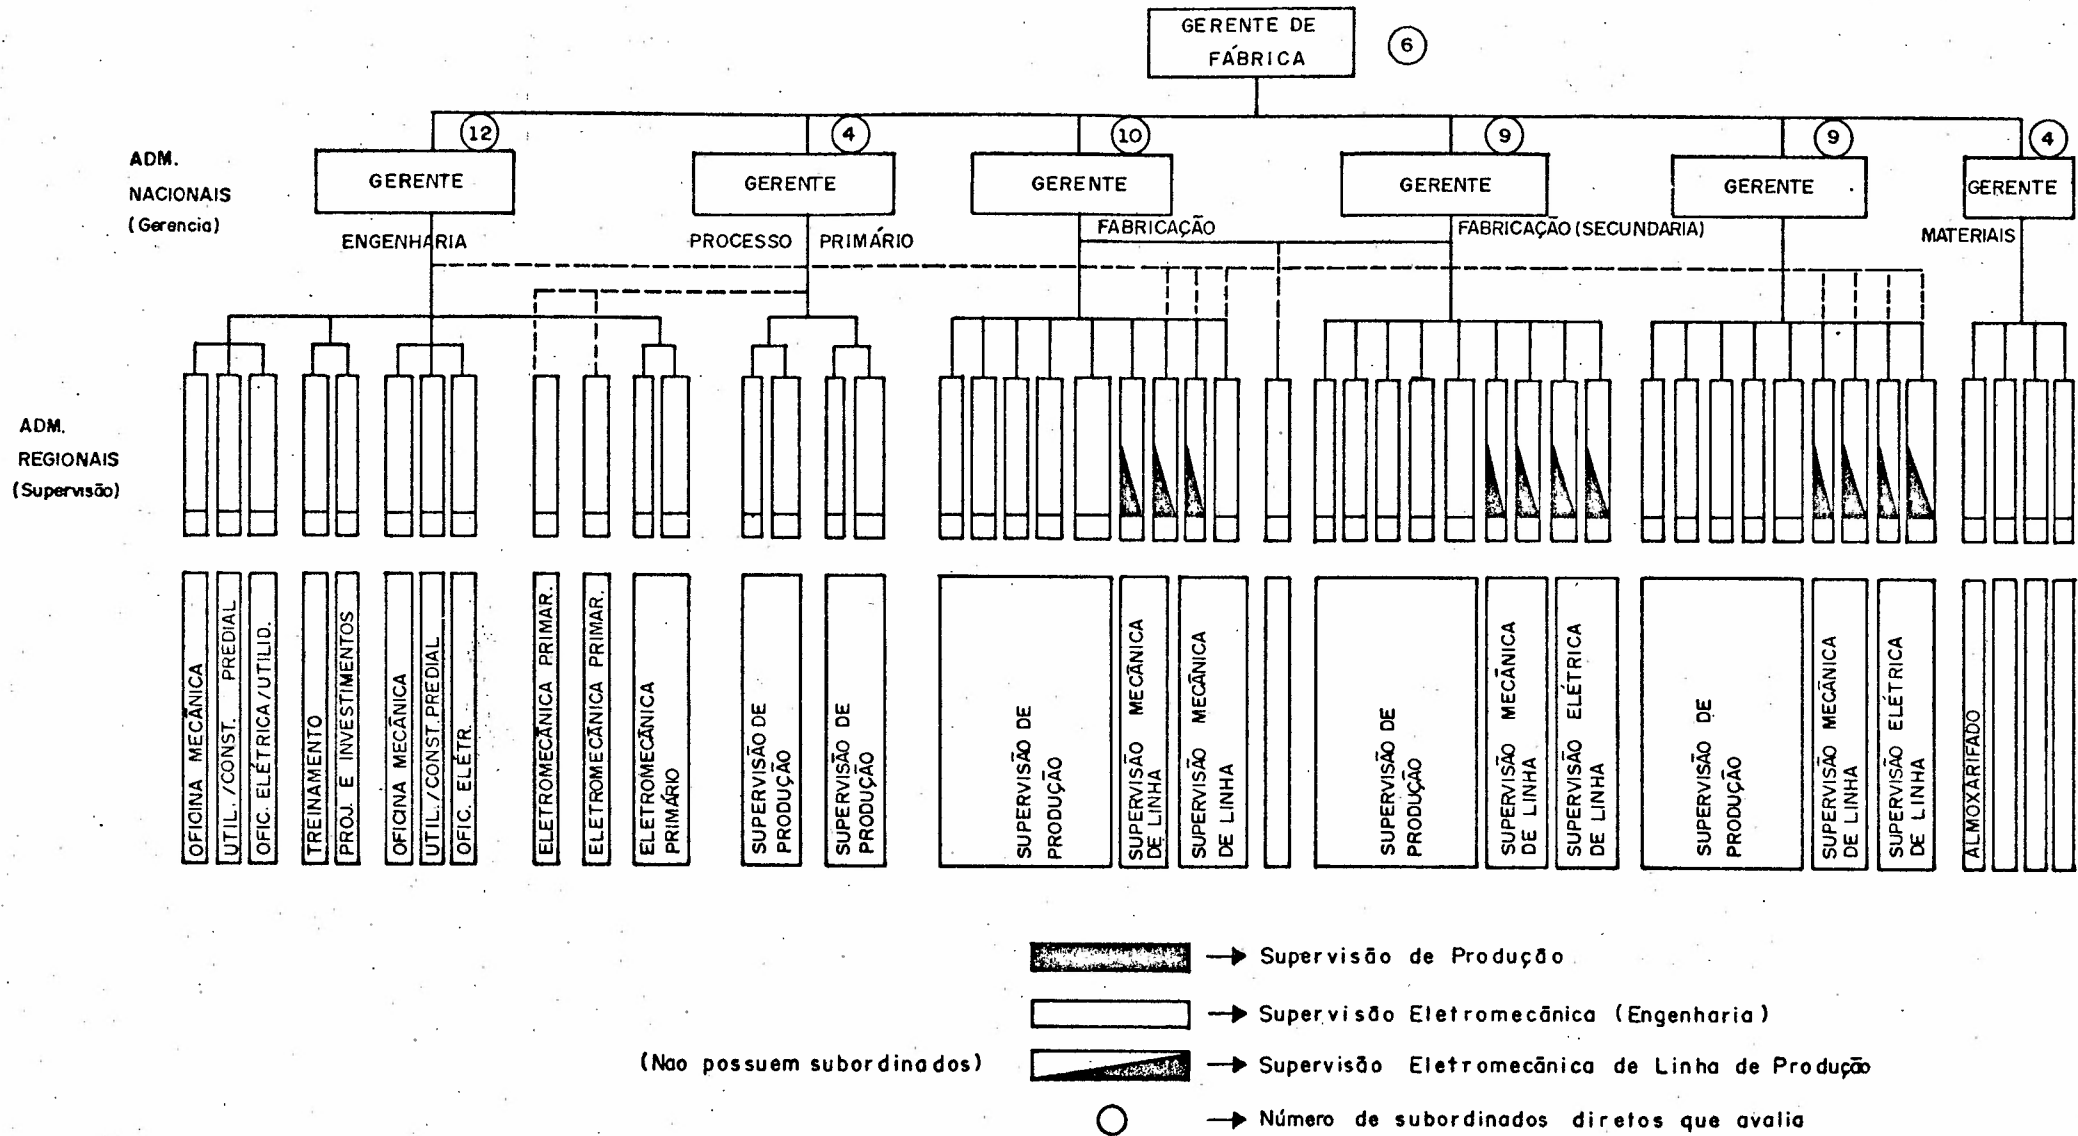 GERENTE DE
FÁBRICA
6
12
4
10
9
9
4
ADM.
NACIONAIS
(Gerencia)
GERENTE
GERENTE
GERENTE
GERENTE
GERENTE
GERENTE
ENGENHARIA
PROCESSO PRIMÁRIO
FABRICAÇÃO
FABRICAÇÃO (SECUNDARIA)
MATERIAIS
ADM.
REGIONAIS
(Supervisão)
OFICINA MECÂNICA
UTIL./CONST. PREDIAL
OFIC. ELÉTRICA/UTILID.
TREINAMENTO
PROJ. E INVESTIMENTOS
OFICINA MECÂNICA
UTIL./CONST. PREDIAL
OFIC. ELÉTR.
ELETROMECÂNICA PRIMAR.
ELETROMECÂNICA PRIMAR.
ELETROMECÂNICA
PRIMÁRIO
SUPERVISÃO DE
PRODUÇÃO
SUPERVISÃO DE
PRODUÇÃO
SUPERVISÃO DE
PRODUÇÃO
SUPERVISÃO MECÂNICA
DE LINHA
SUPERVISÃO MECÂNICA
DE LINHA
SUPERVISÃO DE
PRODUÇÃO
SUPERVISÃO MECÂNICA
DE LINHA
SUPERVISÃO ELÉTRICA
DE LINHA
SUPERVISÃO DE
PRODUÇÃO
SUPERVISÃO MECÂNICA
DE LINHA
SUPERVISÃO ELÉTRICA
DE LINHA
ALMOXARIFADO
Supervisão de Produção
Supervisão Eletromecânica (Engenharia)
(Nao possuem subordinados)
Supervisão Eletromecânica de Linha de Produção
Número de subordinados diretos que avalia